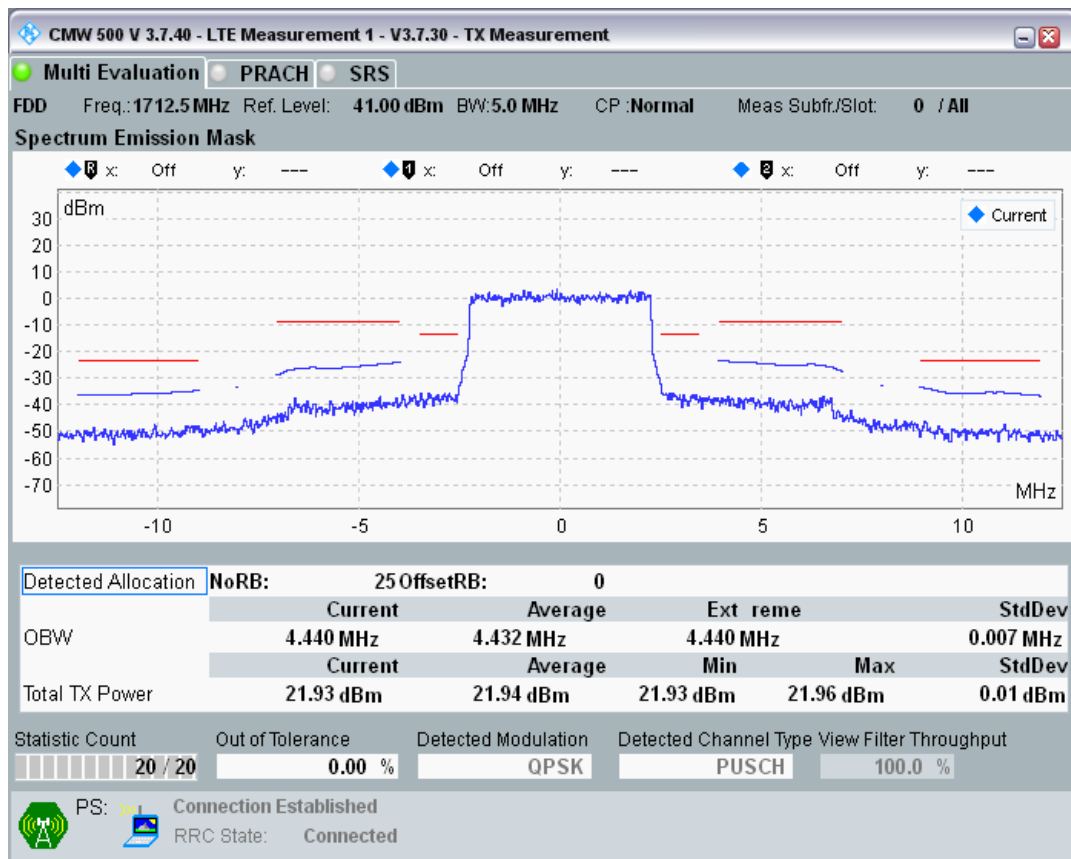 CMW 500 V 3.7.40 - LTE Measurement 1 - V3.7.30 - TX Measurement
Multi Evaluation PRACH SRS
FDD Freq.:1712.5 MHz Ref. Level: 41.00 dBm BW:5.0 MHz CP :Normal Meas Subfr./Slot: 0 / All
Spectrum Emission Mask
R x: Off y: --- 1 x: Off y: --- 2 x: Off y: ---
dBm
Current
30
20
10
0
-10
-20
-30
-40
-50
-60
-70
MHz
-10 -5 0 5 10
Detected Allocation NoRB: 25 OffsetRB: 0
Current Average Ext reme StdDev
OBW 4.440 MHz 4.432 MHz 4.440 MHz 0.007 MHz
Current Average Min Max StdDev
Total TX Power 21.93 dBm 21.94 dBm 21.93 dBm 21.96 dBm 0.01 dBm
Statistic Count Out of Tolerance Detected Modulation Detected Channel Type View Filter Throughput
20 / 20 0.00 % QPSK PUSCH 100.0 %
PS: Connection Established
RRC State: Connected